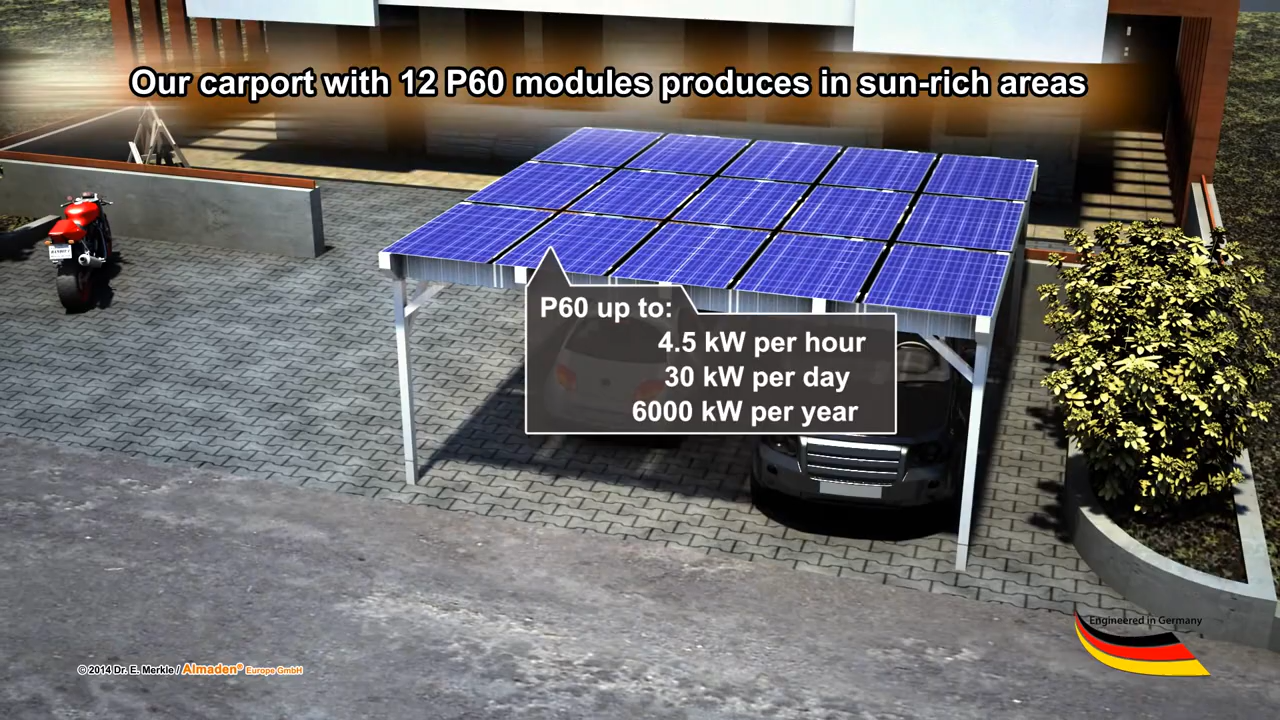 Our carport with 12 P60 modules produces in sun-rich areas
P60 up to:
4.5 kW per hour
30 kW per day
6000 kW per year
Engineered in Germany
© 2014 Dr. E. Merkle / Almaden® Europe GmbH